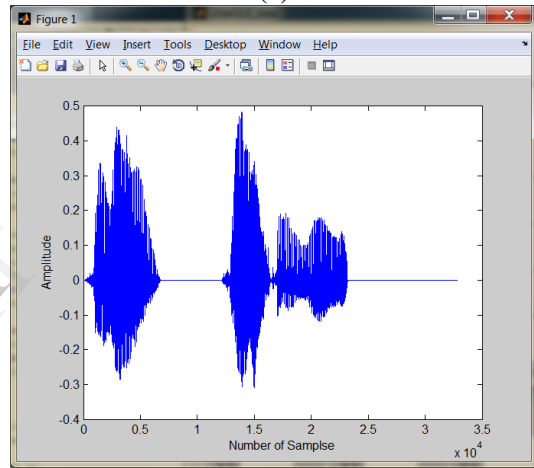 Figure 1
File Edit View Insert Tools Desktop Window Help
0.5
0.4
0.3
0.2
0.1
0
-0.1
-0.2
-0.3
-0.4
Amplitude
0 0.5 1 1.5 2 2.5 3 3.5
Number of Samplse
x 10^4